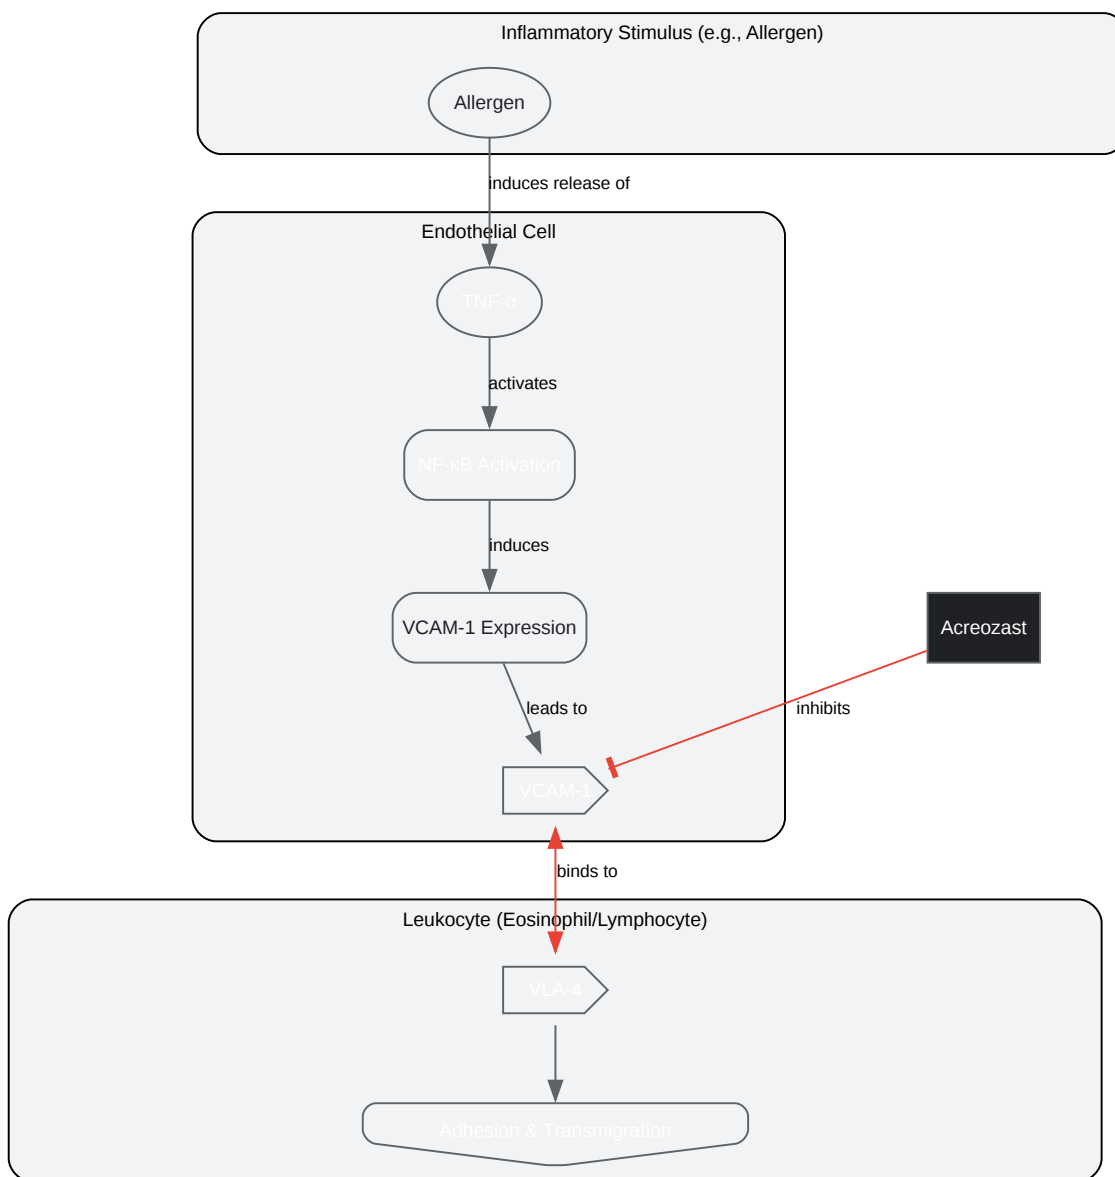 Inflammatory Stimulus (e.g., Allergen)
Allergen
induces release of
Endothelial Cell
TNF-α
activates
NF-κB Activation
induces
VCAM-1 Expression
Acreozast
leads to
inhibits
VCAM-1
binds to
Leukocyte (Eosinophil/Lymphocyte)
VLA-4
Adhesion & Transmigration